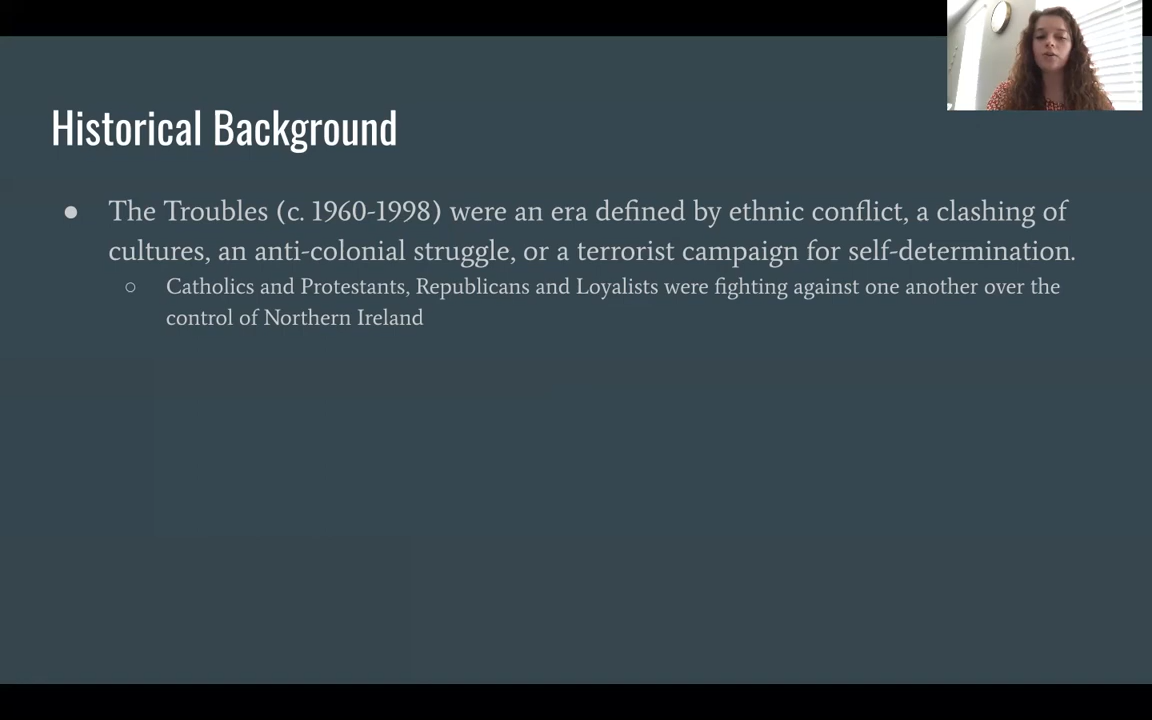 Historical Background
● The Troubles (c. 1960-1998) were an era defined by ethnic conflict, a clashing of
cultures, an anti-colonial struggle, or a terrorist campaign for self-determination.
○ Catholics and Protestants, Republicans and Loyalists were fighting against one another over the
control of Northern Ireland